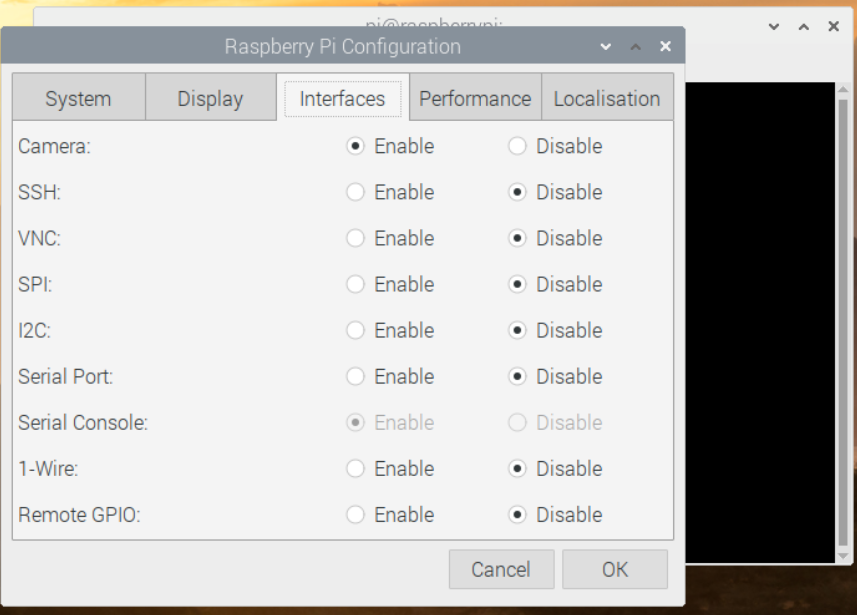 pi@raspberrypi:
Raspberry Pi Configuration
System Display Interfaces Performance Localisation
Camera: Enable Disable
SSH: Enable Disable
VNC: Enable Disable
SPI: Enable Disable
I2C: Enable Disable
Serial Port: Enable Disable
Serial Console: Enable Disable
1-Wire: Enable Disable
Remote GPIO: Enable Disable
Cancel OK